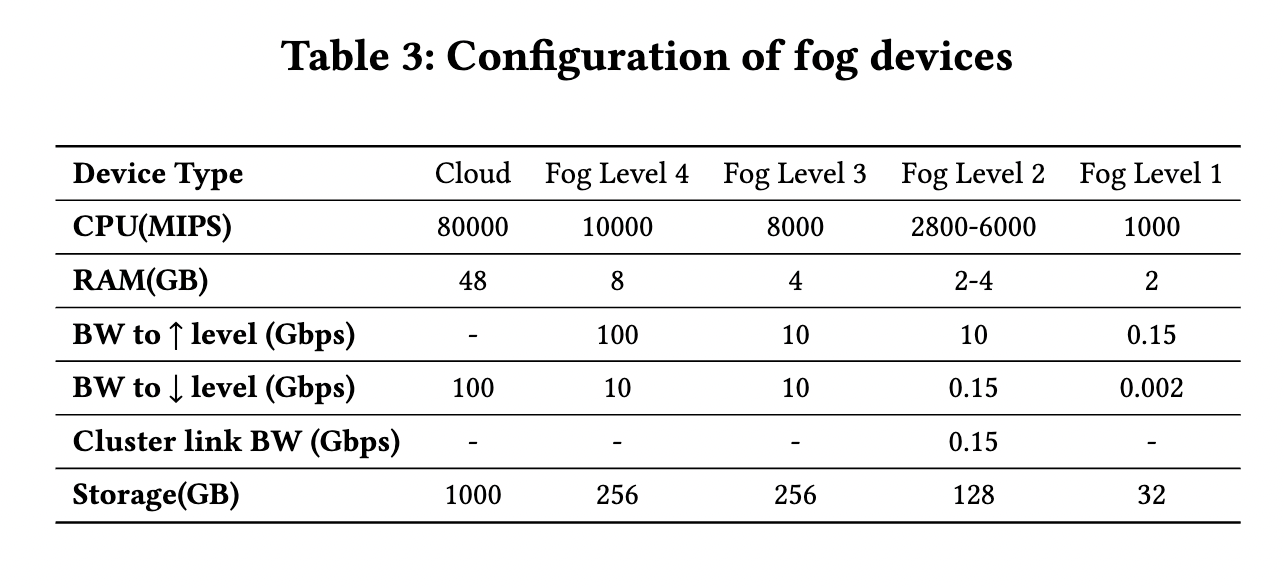 Table 3: Configuration of fog devices
Device Type Cloud Fog Level 4 Fog Level 3 Fog Level 2 Fog Level 1
CPU(MIPS) 80000 10000 8000 2800-6000 1000
RAM(GB) 48 8 4 2-4 2
BW to ↑ level (Gbps) - 100 10 10 0.15
BW to ↓ level (Gbps) 100 10 10 0.15 0.002
Cluster link BW (Gbps) - - - 0.15 -
Storage(GB) 1000 256 256 128 32